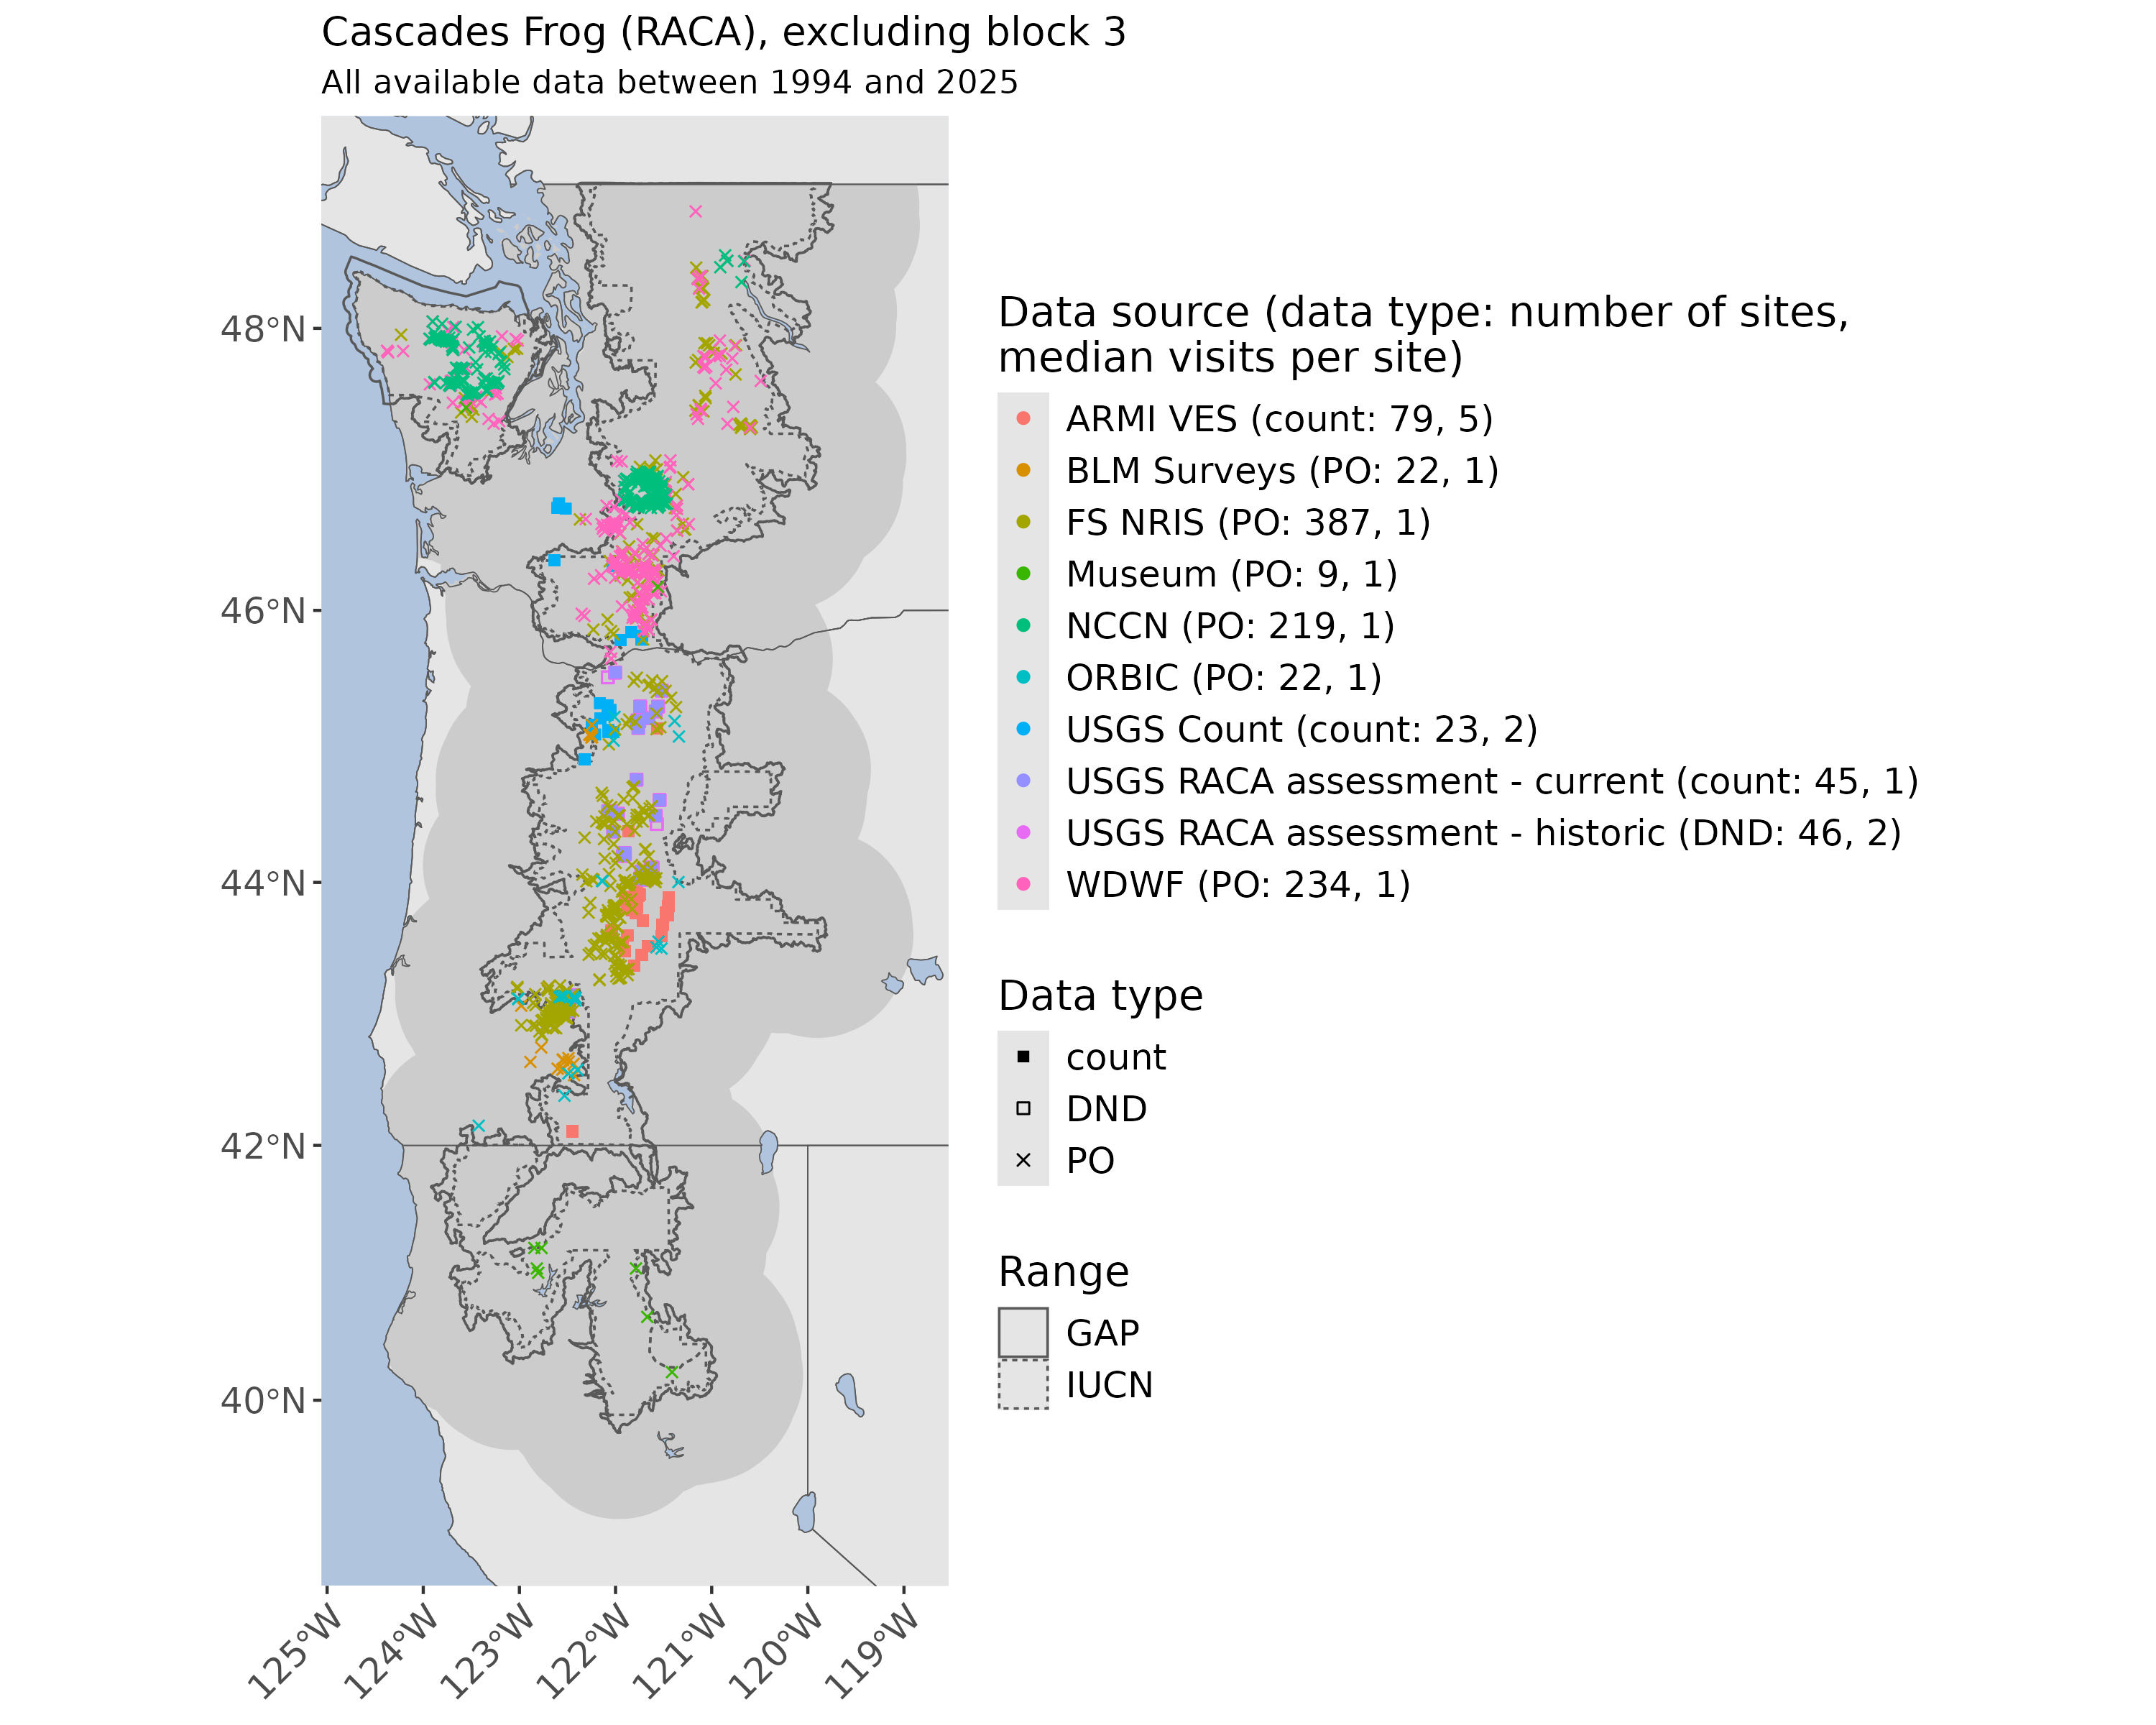 Cascades Frog (RACA), excluding block 3
All available data between 1994 and 2025
48°N
46°N
44°N
42°N
40°N
125°W
124°W
123°W
122°W
121°W
120°W
119°W
Data source (data type: number of sites,
median visits per site)
ARMI VES (count: 79, 5)
BLM Surveys (PO: 22, 1)
FS NRIS (PO: 387, 1)
Museum (PO: 9, 1)
NCCN (PO: 219, 1)
ORBIC (PO: 22, 1)
USGS Count (count: 23, 2)
USGS RACA assessment - current (count: 45, 1)
USGS RACA assessment - historic (DND: 46, 2)
WDWF (PO: 234, 1)
Data type
count
DND
PO
Range
GAP
IUCN